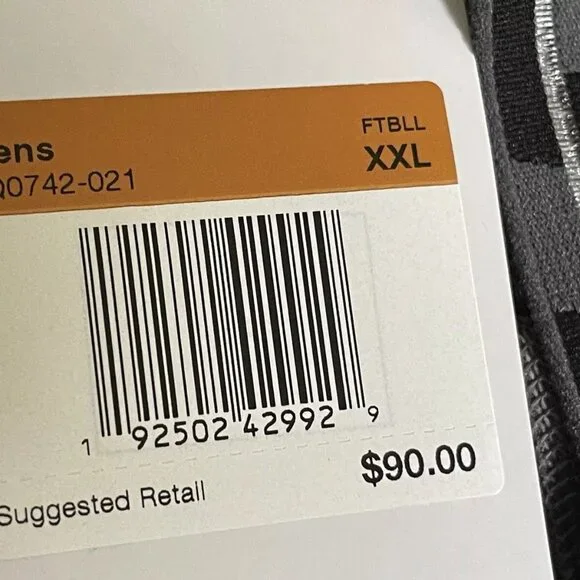 ens
Q0742-021
FTBLL
XXL
1 92502 42992 9
Suggested Retail
$90.00